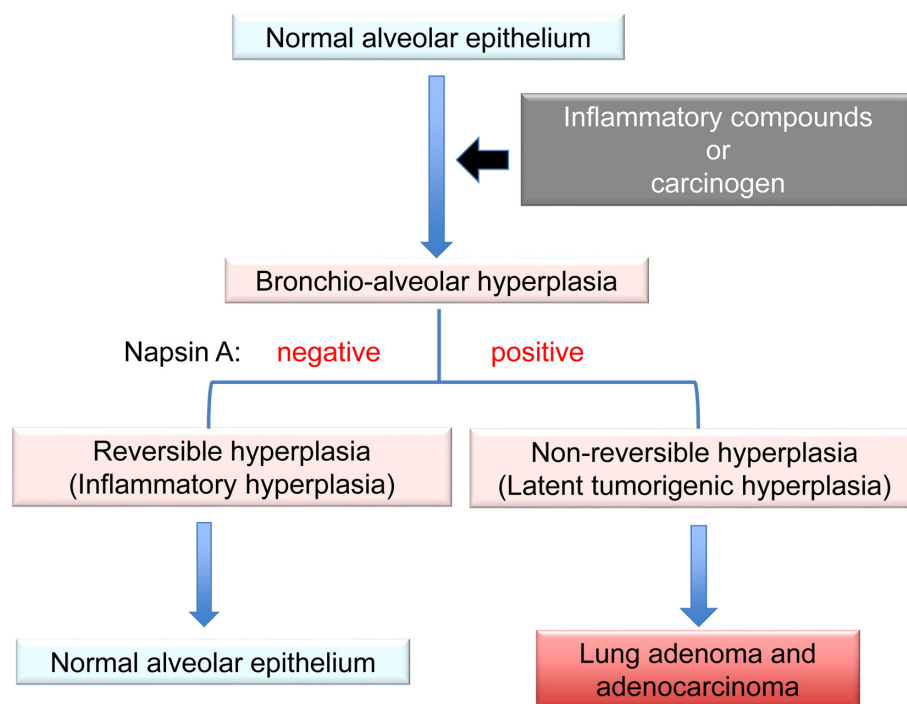 Normal alveolar epithelium
Inflammatory compounds
or
carcinogen
Bronchio-alveolar hyperplasia
Napsin A: negative positive
Reversible hyperplasia
(Inflammatory hyperplasia)
Non-reversible hyperplasia
(Latent tumorigenic hyperplasia)
Normal alveolar epithelium
Lung adenoma and
adenocarcinoma